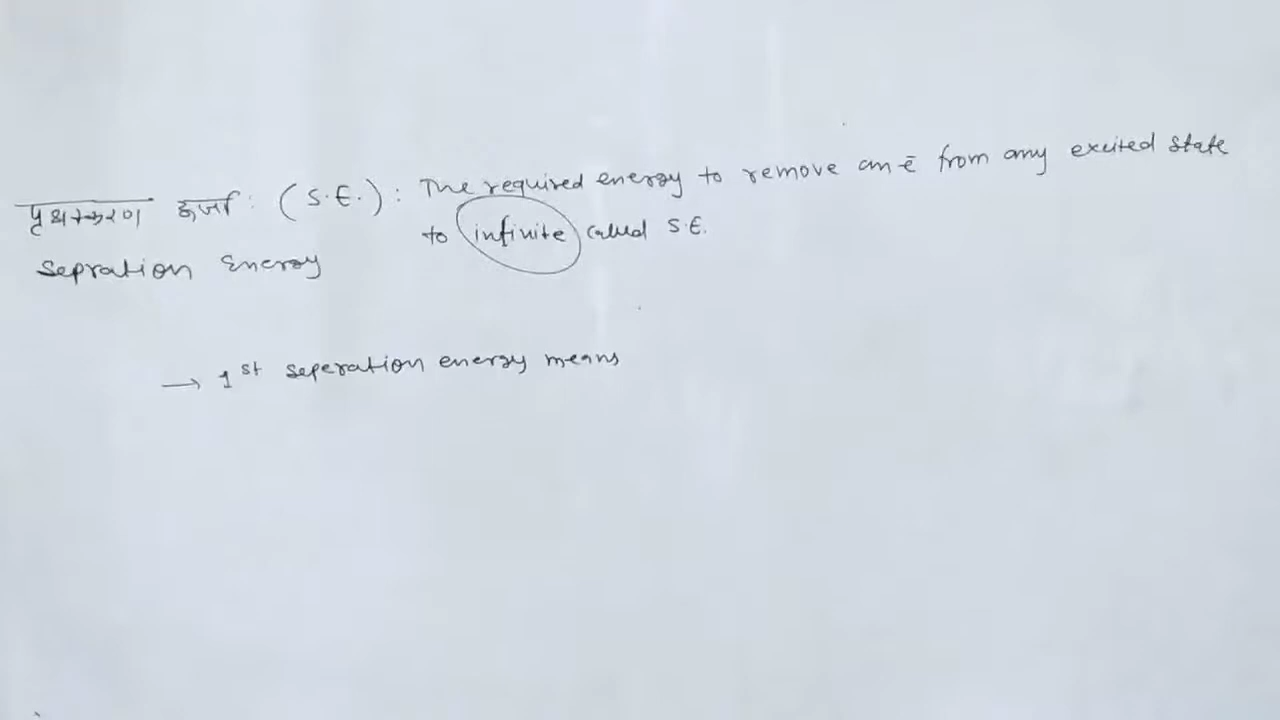 पृथक्करण ऊर्जा : (S.E.) : The required energy to remove an ē from any excited state
to infinite called S.E.
Sepration Energy
→ 1st seperation energy means